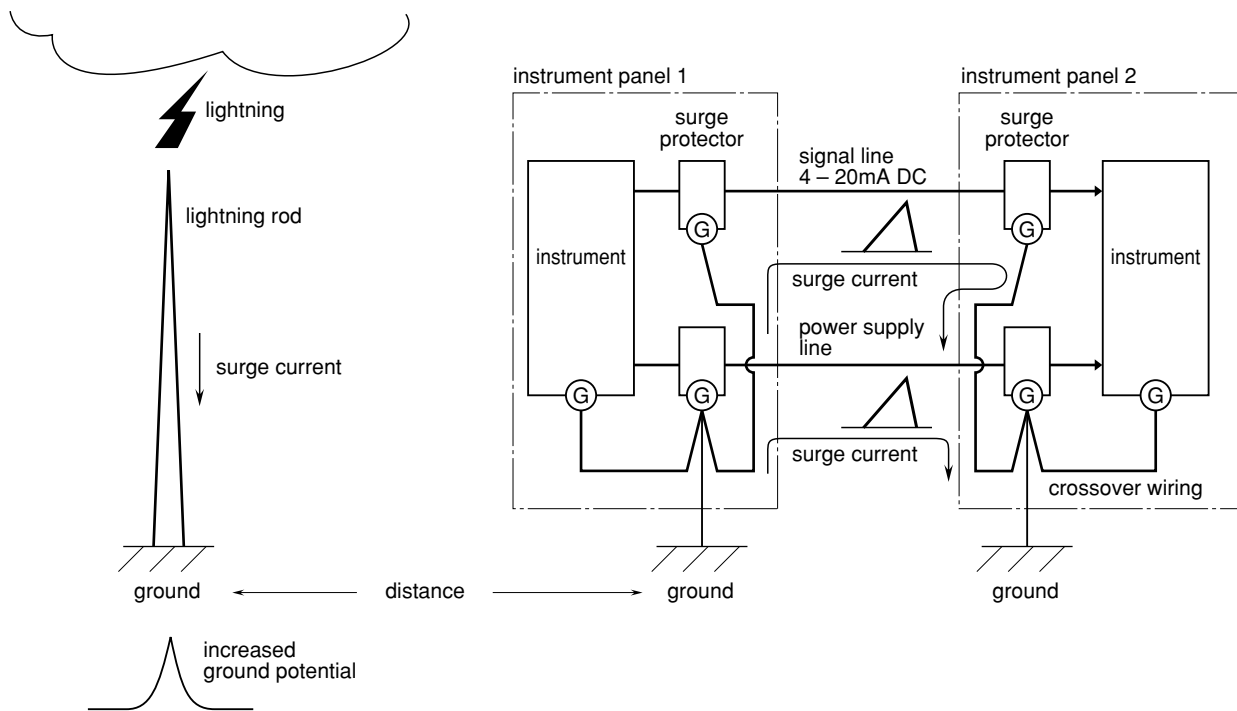 instrument panel 1
instrument panel 2
lightning
surge
protector
signal line
4 – 20mA DC
surge
protector
lightning rod
G
G
instrument
instrument
surge current
power supply
line
surge current
G
G
G
G
surge current
crossover wiring
ground
distance
ground
ground
increased
ground potential